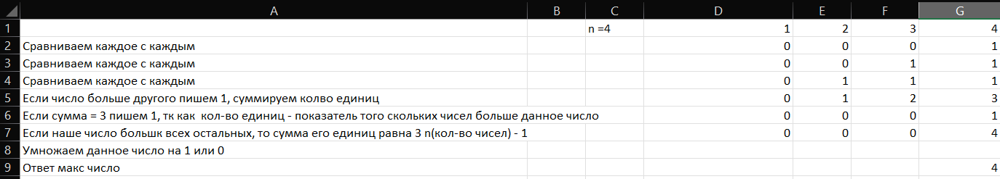 A B C D E F G
1 n =4 1 2 3 4
2 Сравниваем каждое с каждым 0 0 0 1
3 Сравниваем каждое с каждым 0 0 1 1
4 Сравниваем каждое с каждым 0 1 1 1
5 Если число больше другого пишем 1, суммируем колво единиц 0 1 2 3
6 Если сумма = 3 пишем 1, тк как кол-во единиц - показатель того скольких чисел больше данное число 0 0 0 1
7 Если наше число большк всех остальных, то сумма его единиц равна 3 n(кол-во чисел) - 1 0 0 0 4
8 Умножаем данное число на 1 или 0
9 Ответ макс число 4